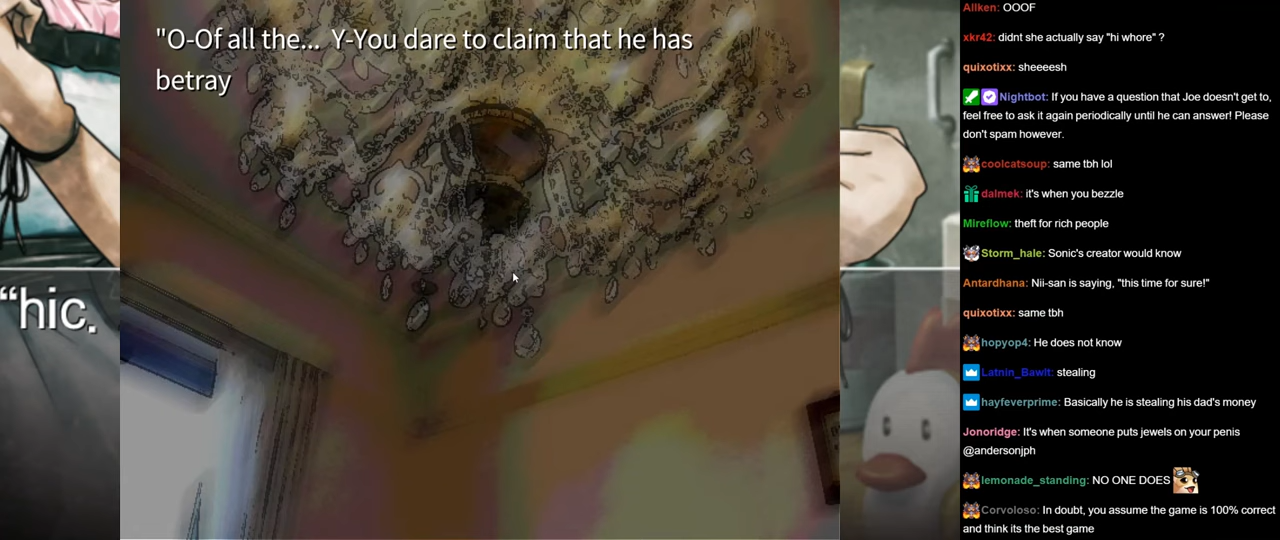 "O-Of all the... Y-You dare to claim that he has
betray
“hic.
Allken: OOOF
xkr42: didnt she actually say "hi whore" ?
quixotixx: sheeeesh
Nightbot: If you have a question that Joe doesn't get to,
feel free to ask it again periodically until he can answer! Please
don't spam however.
coolcatsoup: same tbh lol
dalmek: it's when you bezzle
Mireflow: theft for rich people
Storm_hale: Sonic's creator would know
Antardhana: Nii-san is saying, "this time for sure!"
quixotixx: same tbh
hopyop4: He does not know
Latnin_Bawlt: stealing
hayfeverprime: Basically he is stealing his dad's money
Jonoridge: It's when someone puts jewels on your penis
@andersonjph
lemonade_standing: NO ONE DOES
Corvoloso: In doubt, you assume the game is 100% correct
and think its the best game